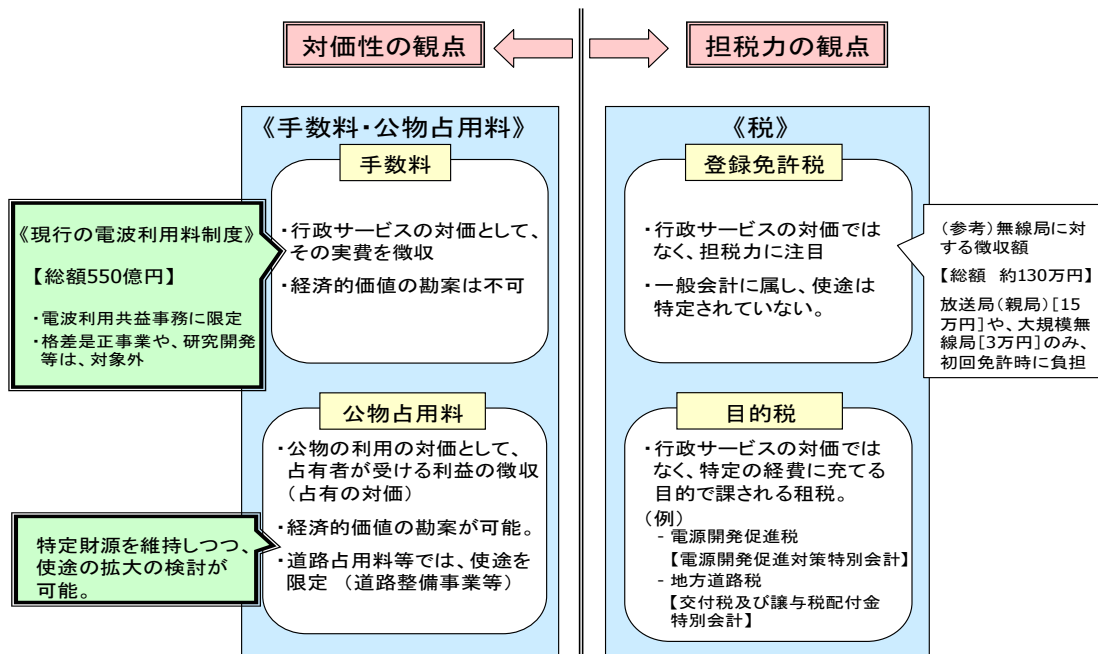 対価性の観点
担税力の観点
《手数料・公物占用料》
手数料
・行政サービスの対価として、
その実費を徴収
・経済的価値の勘案は不可
《現行の電波利用料制度》
【総額550億円】
・電波利用共益事務に限定
・格差是正事業や、研究開発
等は、対象外
公物占用料
・公物の利用の対価として、
占有者が受ける利益の徴収
（占有の対価）
・経済的価値の勘案が可能。
・道路占用料等では、使途を
限定 （道路整備事業等）
特定財源を維持しつつ、
使途の拡大の検討が
可能。
《税》
登録免許税
・行政サービスの対価では
なく、担税力に注目
・一般会計に属し、使途は
特定されていない。
（参考）無線局に対
する徴収額
【総額 約130万円】
放送局（親局）[15
万円]や、大規模無
線局[3万円]のみ、
初回免許時に負担
目的税
・行政サービスの対価では
なく、特定の経費に充てる
目的で課される租税。
（例）
- 電源開発促進税
【電源開発促進対策特別会計】
- 地方道路税
【交付税及び譲与税配付金
特別会計】